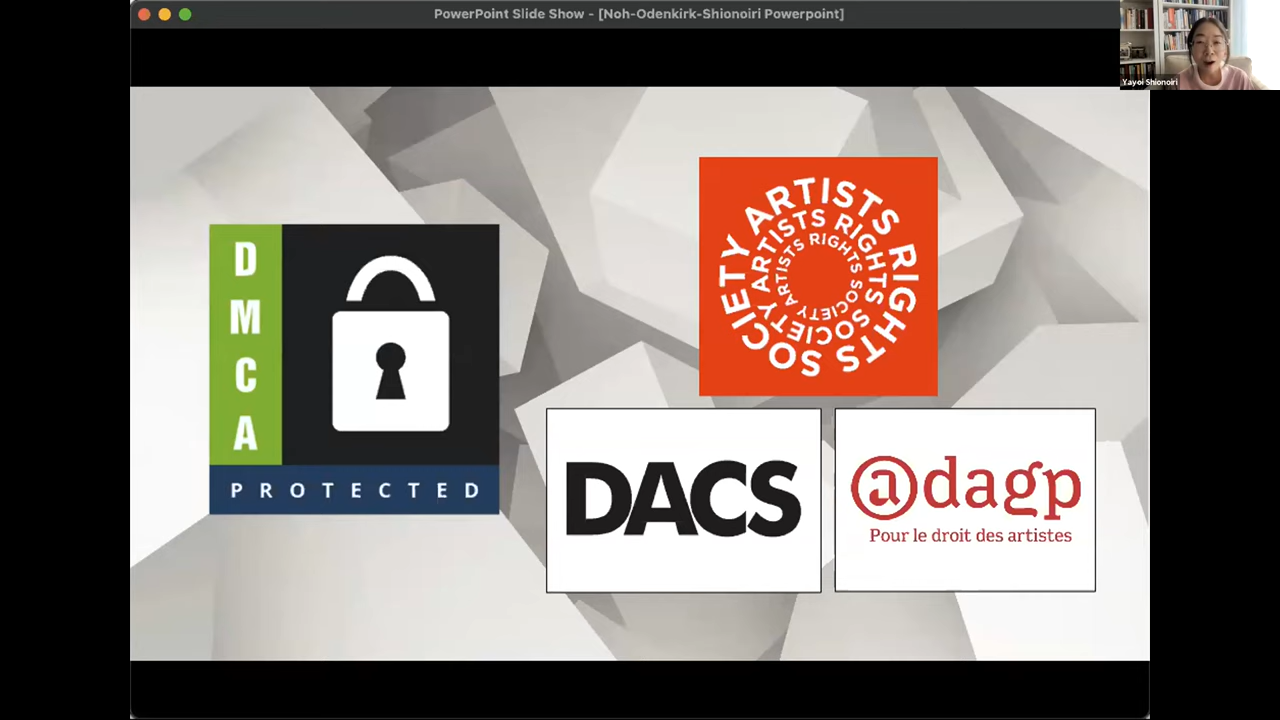 PowerPoint Slide Show - [Noh-Odenkirk-Shionoiri Powerpoint]
Yayoi Shionoiri
D
M
C
A
PROTECTED
ARTISTS RIGHTS SOCIETY
ARTISTS RIGHTS SOCIETY
ARTISTS RIGHTS SOCIETY
DACS
@dagp
Pour le droit des artistes